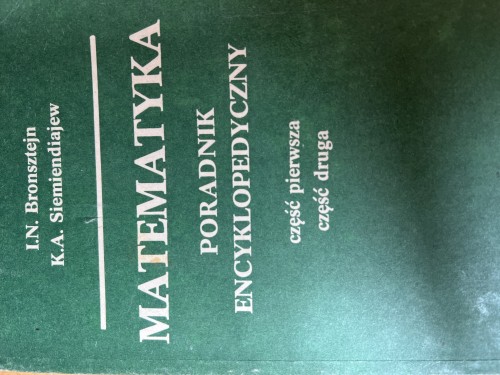 I.N. Bronsztejn
K.A. Siemiendiajew
MATEMATYKA
PORADNIK
ENCYKLOPEDYCZNY
część pierwsza
część druga